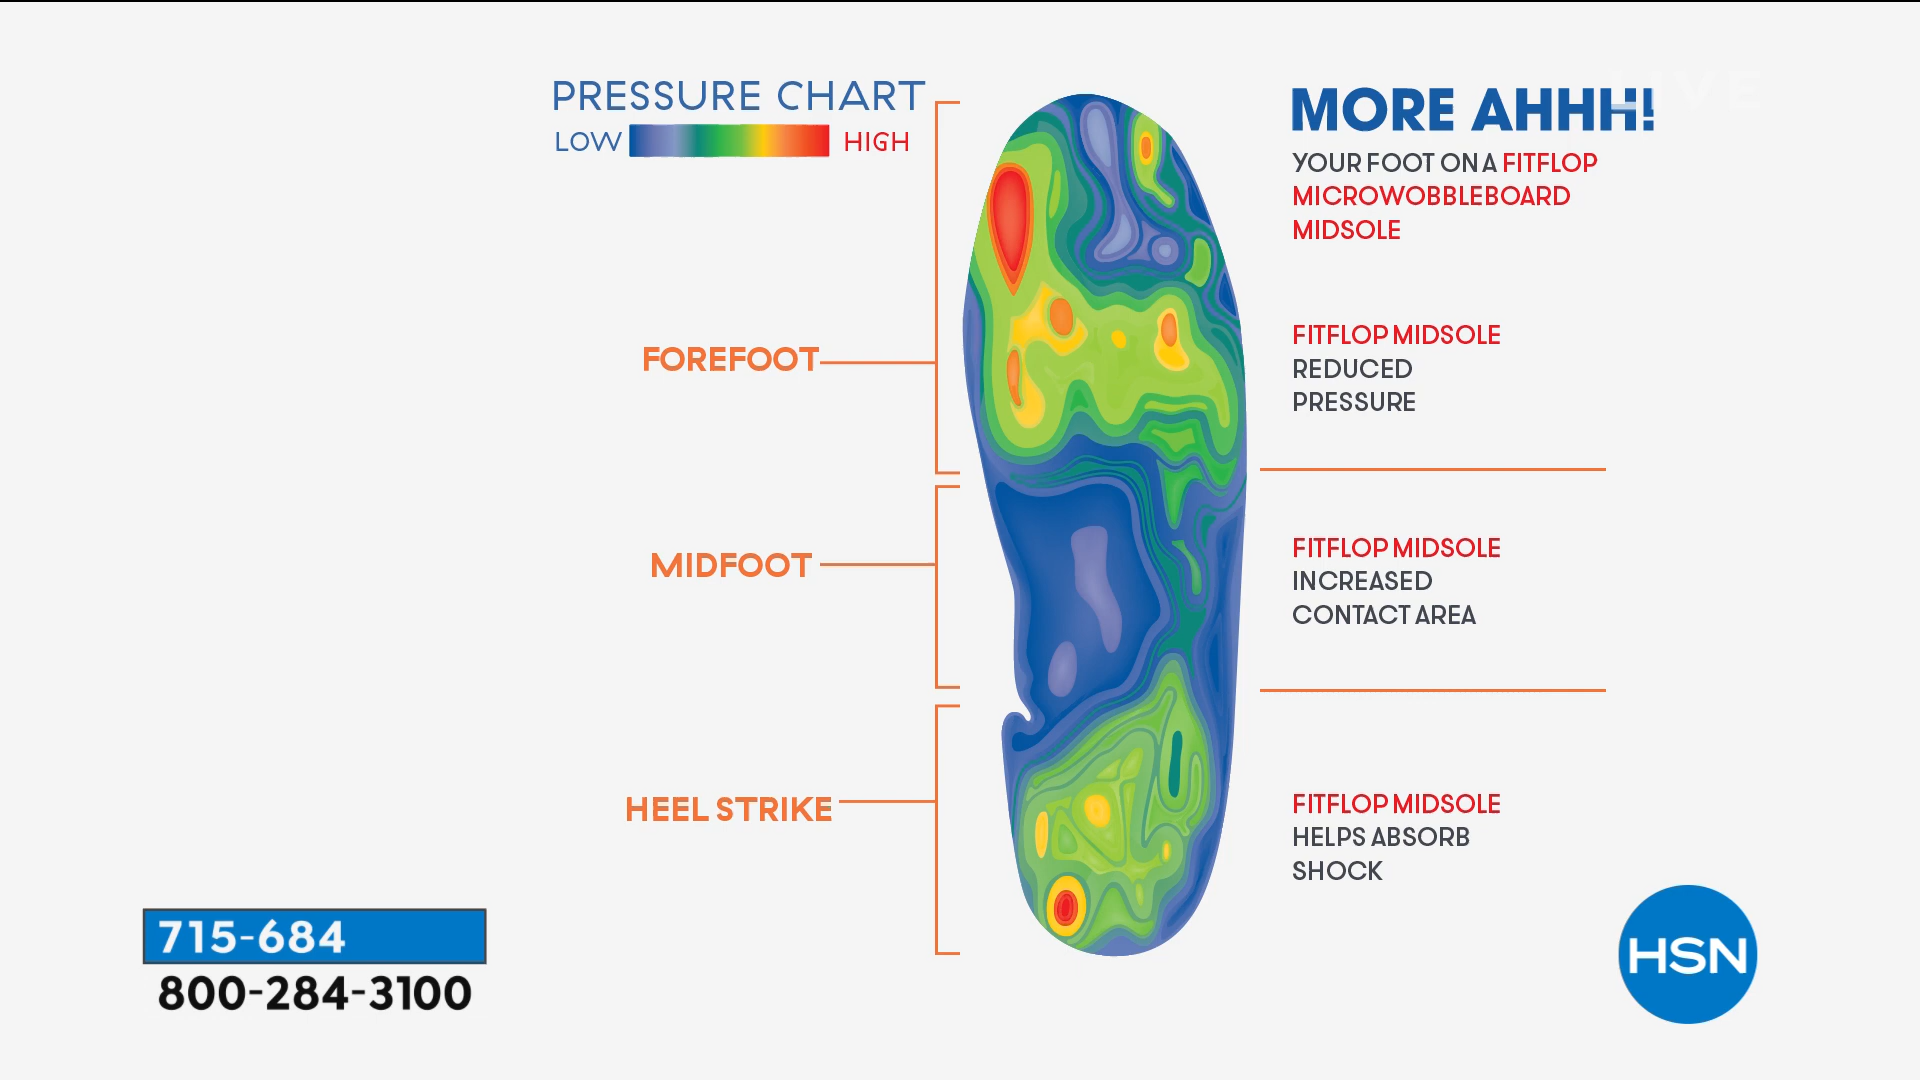 PRESSURE CHART
LOW HIGH
FOREFOOT
MIDFOOT
HEEL STRIKE
LIVE
MORE AHHH!
YOUR FOOT ON A FITFLOP
MICROWOBBLEBOARD
MIDSOLE
FITFLOP MIDSOLE
REDUCED
PRESSURE
FITFLOP MIDSOLE
INCREASED
CONTACT AREA
FITFLOP MIDSOLE
HELPS ABSORB
SHOCK
715-684
800-284-3100
HSN